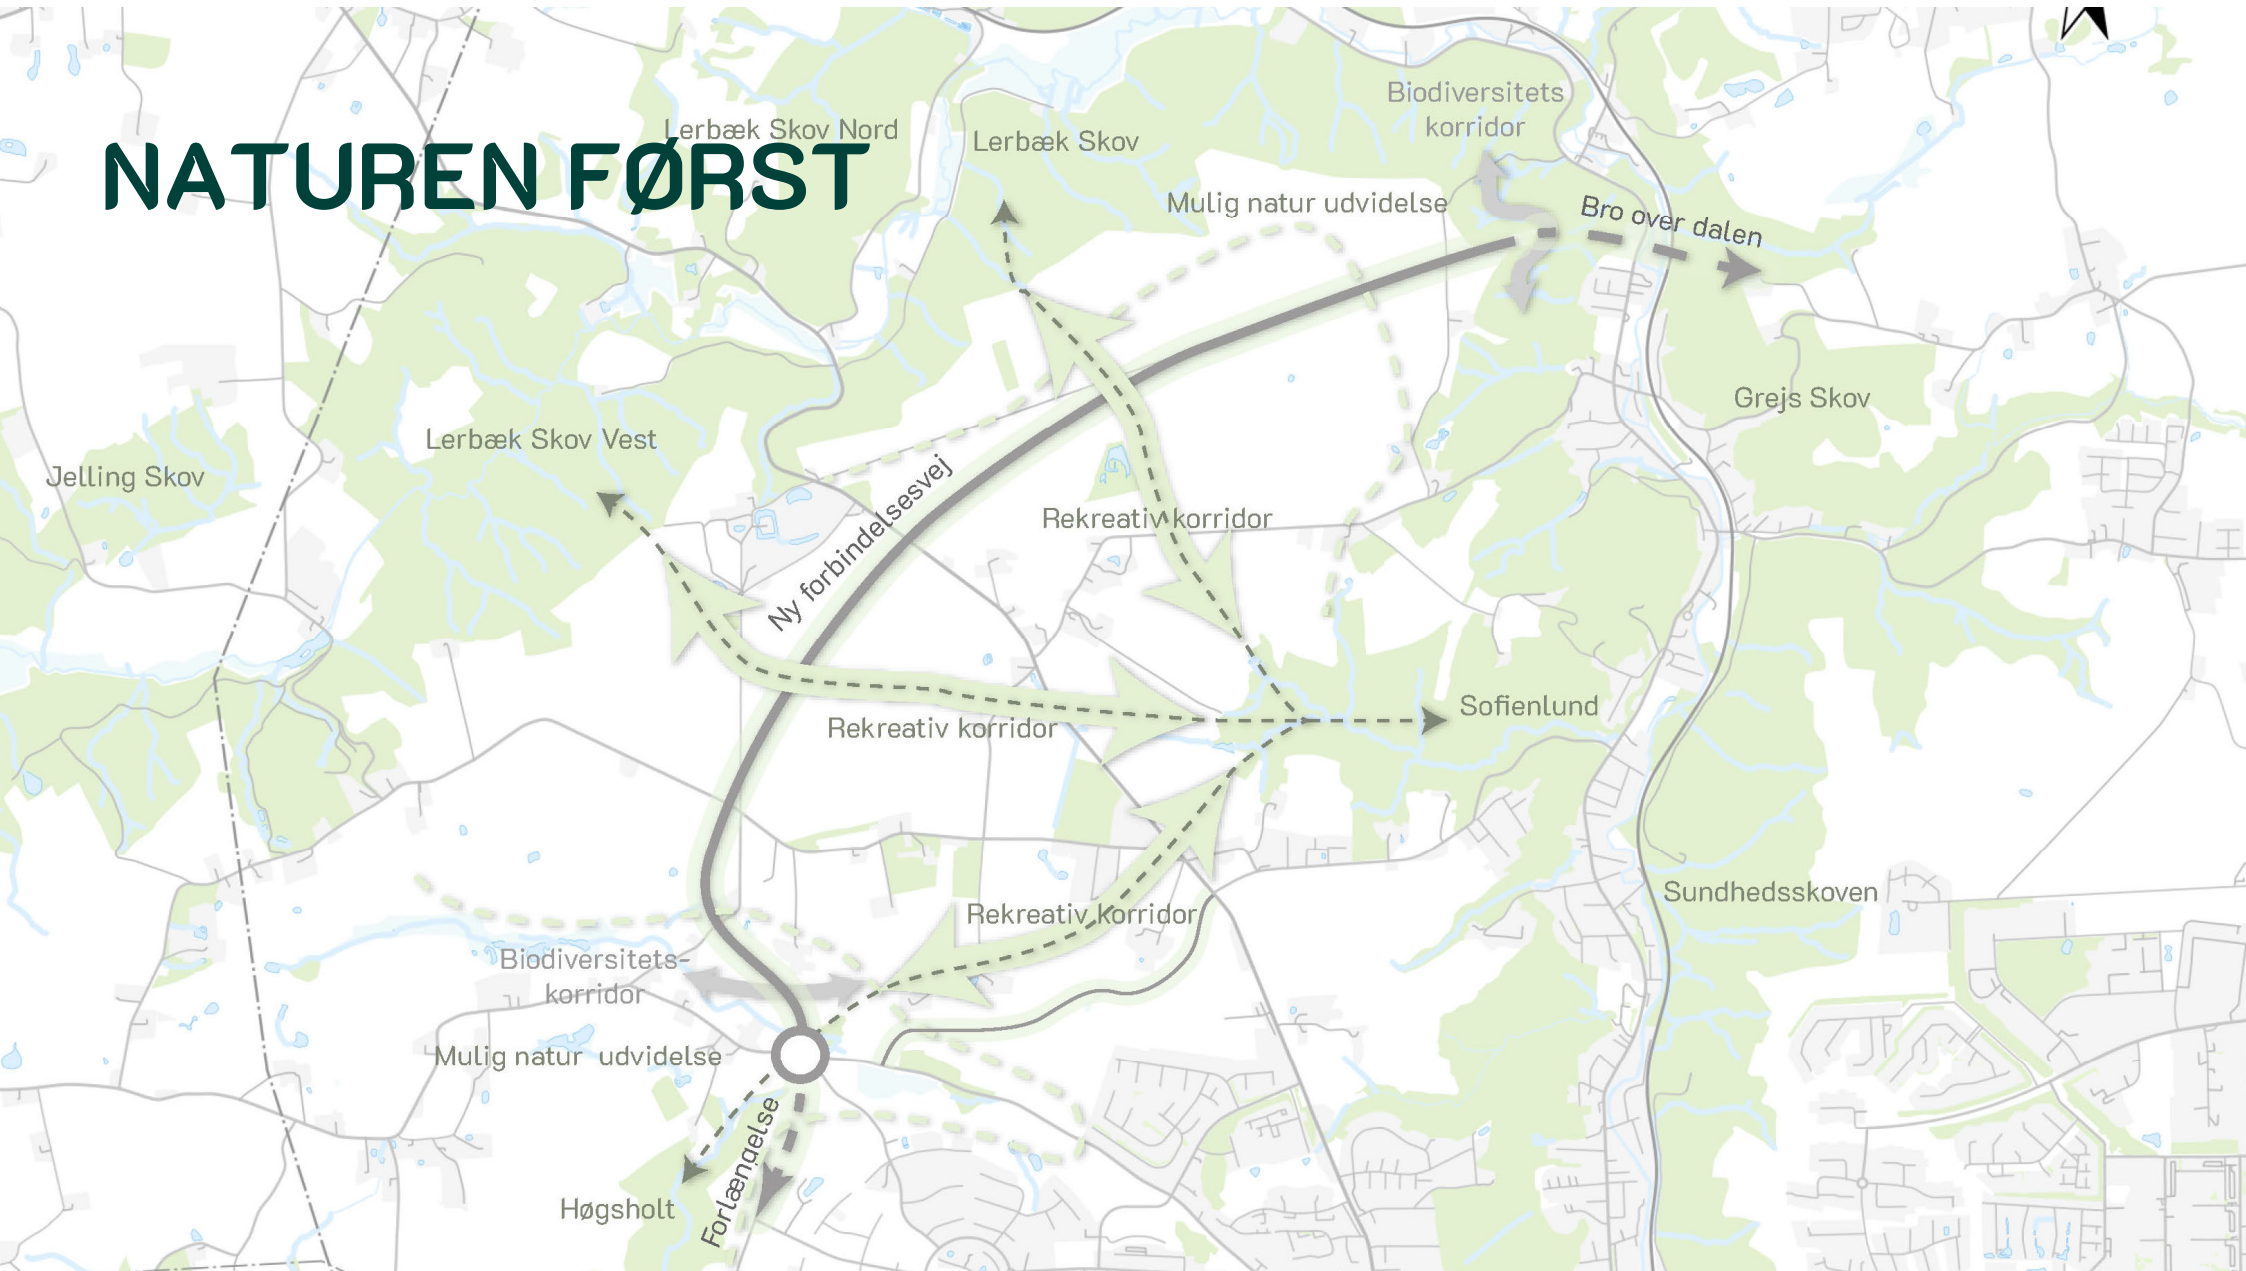 Biodiversitets
korridor
Lerbæk Skov Nord
Lerbæk Skov
NATUREN FØRST
Mulig natur udvidelse
Bro over dalen
Grejs Skov
Lerbæk Skov Vest
Jelling Skov
Ny forbindelsesvej
Rekreativ korridor
Sofienlund
Rekreativ korridor
Sundhedsskoven
Rekreativ korridor
Biodiversitets-
korridor
Mulig natur udvidelse
Forlængelse
Høgsholt